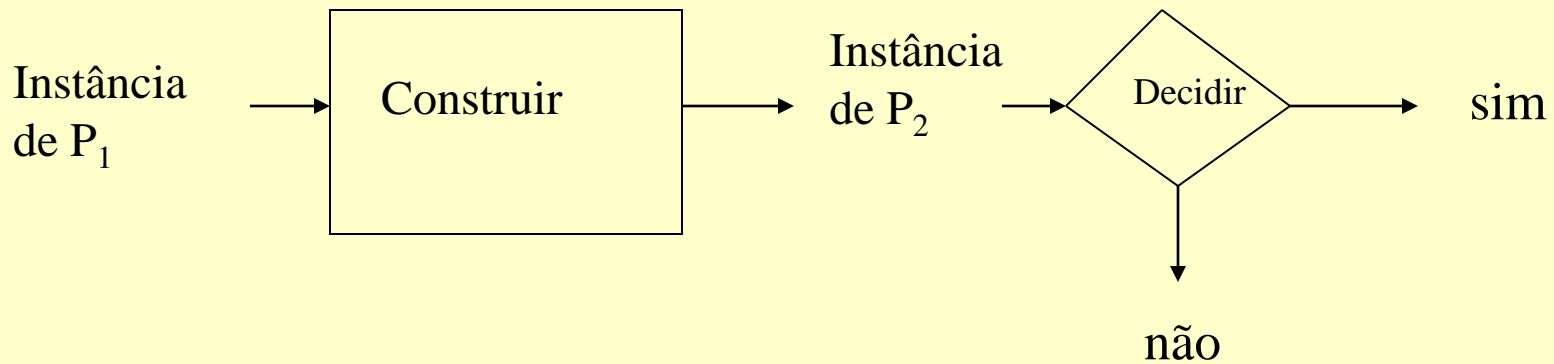 Instância
de P₁
Construir
Instância
de P₂
Decidir
sim
não